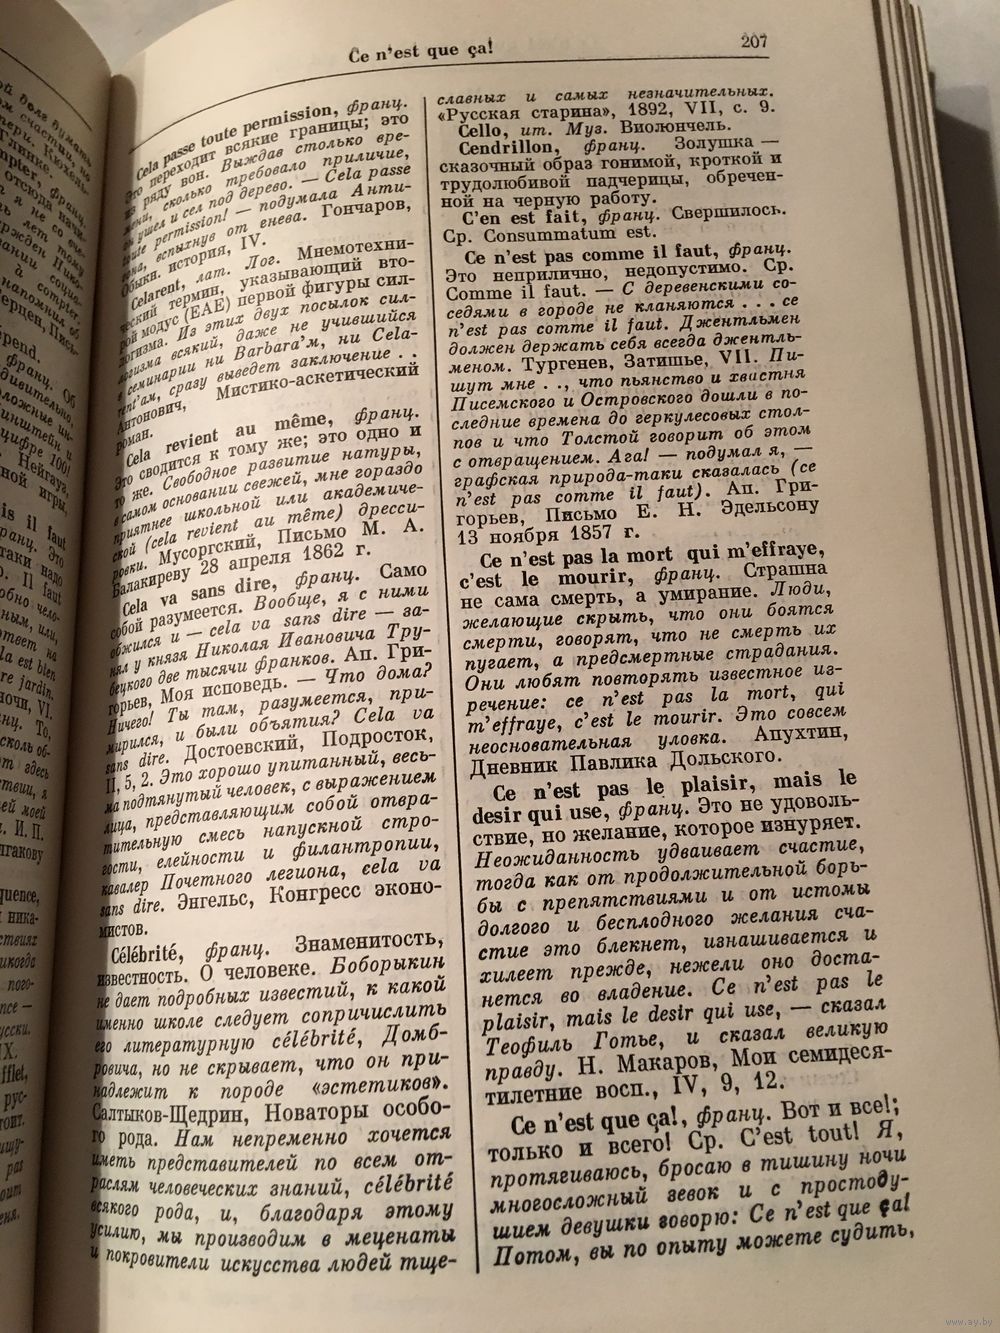 Ce n'est que ça!
207
Cela passe toute permission, франц.
Это переходит всякие границы; это
из ряду вон. Выждав столько вре-
мени, сколько требовало приличие,
он ушел и сел под дерево. — Cela passe
toute permission! — подумала Анти-
вспыхнув от енева. Гончаров,
Обыкн. история, IV.
Celarent, лат. Лог. Мнемотехни-
ческий термин, указывающий вто-
рой модус (ЕАЕ) первой фигуры сил-
логизма. Из этих двух посылок сил-
логизма всякий, даже не учившийся
в семинарии ни Barbara'м, ни Cela-
rent'ам, сразу выведет заключение . .
Антонович, Мистико-аскетический
роман.
Cela revient au même, франц.
Это сводится к тому же; это одно и
то же. Свободное развитие натуры,
в самом основании свежей, мне гораздо
приятнее школьной или академиче-
ской (cela revient au même) дресси-
ровки. Мусоргский, Письмо М. А.
Балакиреву 28 апреля 1862 г.
Cela va sans dire, франц. Само
собой разумеется. Вообще, я с ними
обжился и — cela va sans dire — за-
нял у князя Николая Ивановича Тру-
бецкого две тысячи франков. Ап. Гри-
горьев, Моя исповедь. — Что дома?
Ничего! Ты там, разумеется, при-
мирился, и были объятия? Cela va
sans dire. Достоевский, Подросток,
II, 5, 2. Это хорошо упитанный, весь-
ма подтянутый человек, с выражением
лица, представляющим собой отвра-
тительную смесь напускной стро-
гости, елейности и филантропии,
кавалер Почетного легиона, cela va
sans dire. Энгельс, Конгресс эконо-
мистов.
Célébrité, франц. Знаменитость,
известность. О человеке. Боборыкин
не дает подробных известий, к какой
именно школе следует сопричислить
его литературную célébrité, Домб-
ровича, но не скрывает, что он при-
надлежит к породе «эстетиков».
Салтыков-Щедрин, Новаторы особо-
го рода. Нам непременно хочется
иметь представителей по всем от-
раслям человеческих знаний, célébrité
всякого рода, и, благодаря этому
усилию, мы производим в меценаты
и покровители искусства людей тще-
славных и самых незначительных.
«Русская старина», 1892, VII, с. 9.
Cello, ит. Муз. Виолончель.
Cendrillon, франц. Золушка —
сказочный образ гонимой, кроткой и
трудолюбивой падчерицы, обречен-
ной на черную работу.
C'en est fait, франц. Свершилось.
Ср. Consummatum est.
Ce n'est pas comme il faut, франц.
Это неприлично, недопустимо. Ср.
Comme il faut. — С деревенскими со-
седями в городе не кланяются . . . ce
n'est pas comme il faut. Джентльмен
должен держать себя всегда джентль-
меном. Тургенев, Затишье, VII. Пи-
шут мне . ., что пьянство и хвастня
Писемского и Островского дошли в по-
следние времена до геркулесовых стол-
пов и что Толстой говорит об этом
с отвращением. Ага! — подумал я, —
графская природа-таки сказалась (ce
n'est pas comme il faut). Ап. Гри-
горьев, Письмо Е. Н. Эдельсону
13 ноября 1857 г.
Ce n'est pas la mort qui m'effraye,
c'est le mourir, франц. Страшна
не сама смерть, а умирание. Люди,
желающие скрыть, что они боятся
смерти, говорят, что не смерть их
пугает, а предсмертные страдания.
Они любят повторять известное из-
речение: ce n'est pas la mort, qui
m'effraye, c'est le mourir. Это совсем
неосновательная уловка. Апухтин,
Дневник Павлика Дольского.
Ce n'est pas le plaisir, mais le
desir qui use, франц. Это не удоволь-
ствие, но желание, которое изнуряет.
Неожиданность удваивает счастие,
тогда как от продолжительной борь-
бы с препятствиями и от истомы
долгого и бесплодного желания сча-
стие это блекнет, изнашивается и
хилеет прежде, нежели оно доста-
нется во владение. Ce n'est pas le
plaisir, mais le desir qui use, — сказал
Теофиль Готье, и сказал великую
правду. Н. Макаров, Мои семидеся-
тилетние восп., IV, 9, 12.
Ce n'est que ça!, франц. Вот и все!;
только и всего! Ср. C'est tout! Я,
протягиваюсь, бросаю в тишину ночи
многосложный зевок и с простоду-
шием девушки говорю: Ce n'est que ça!
Потом, вы по опыту можете судить,
www.ay.by